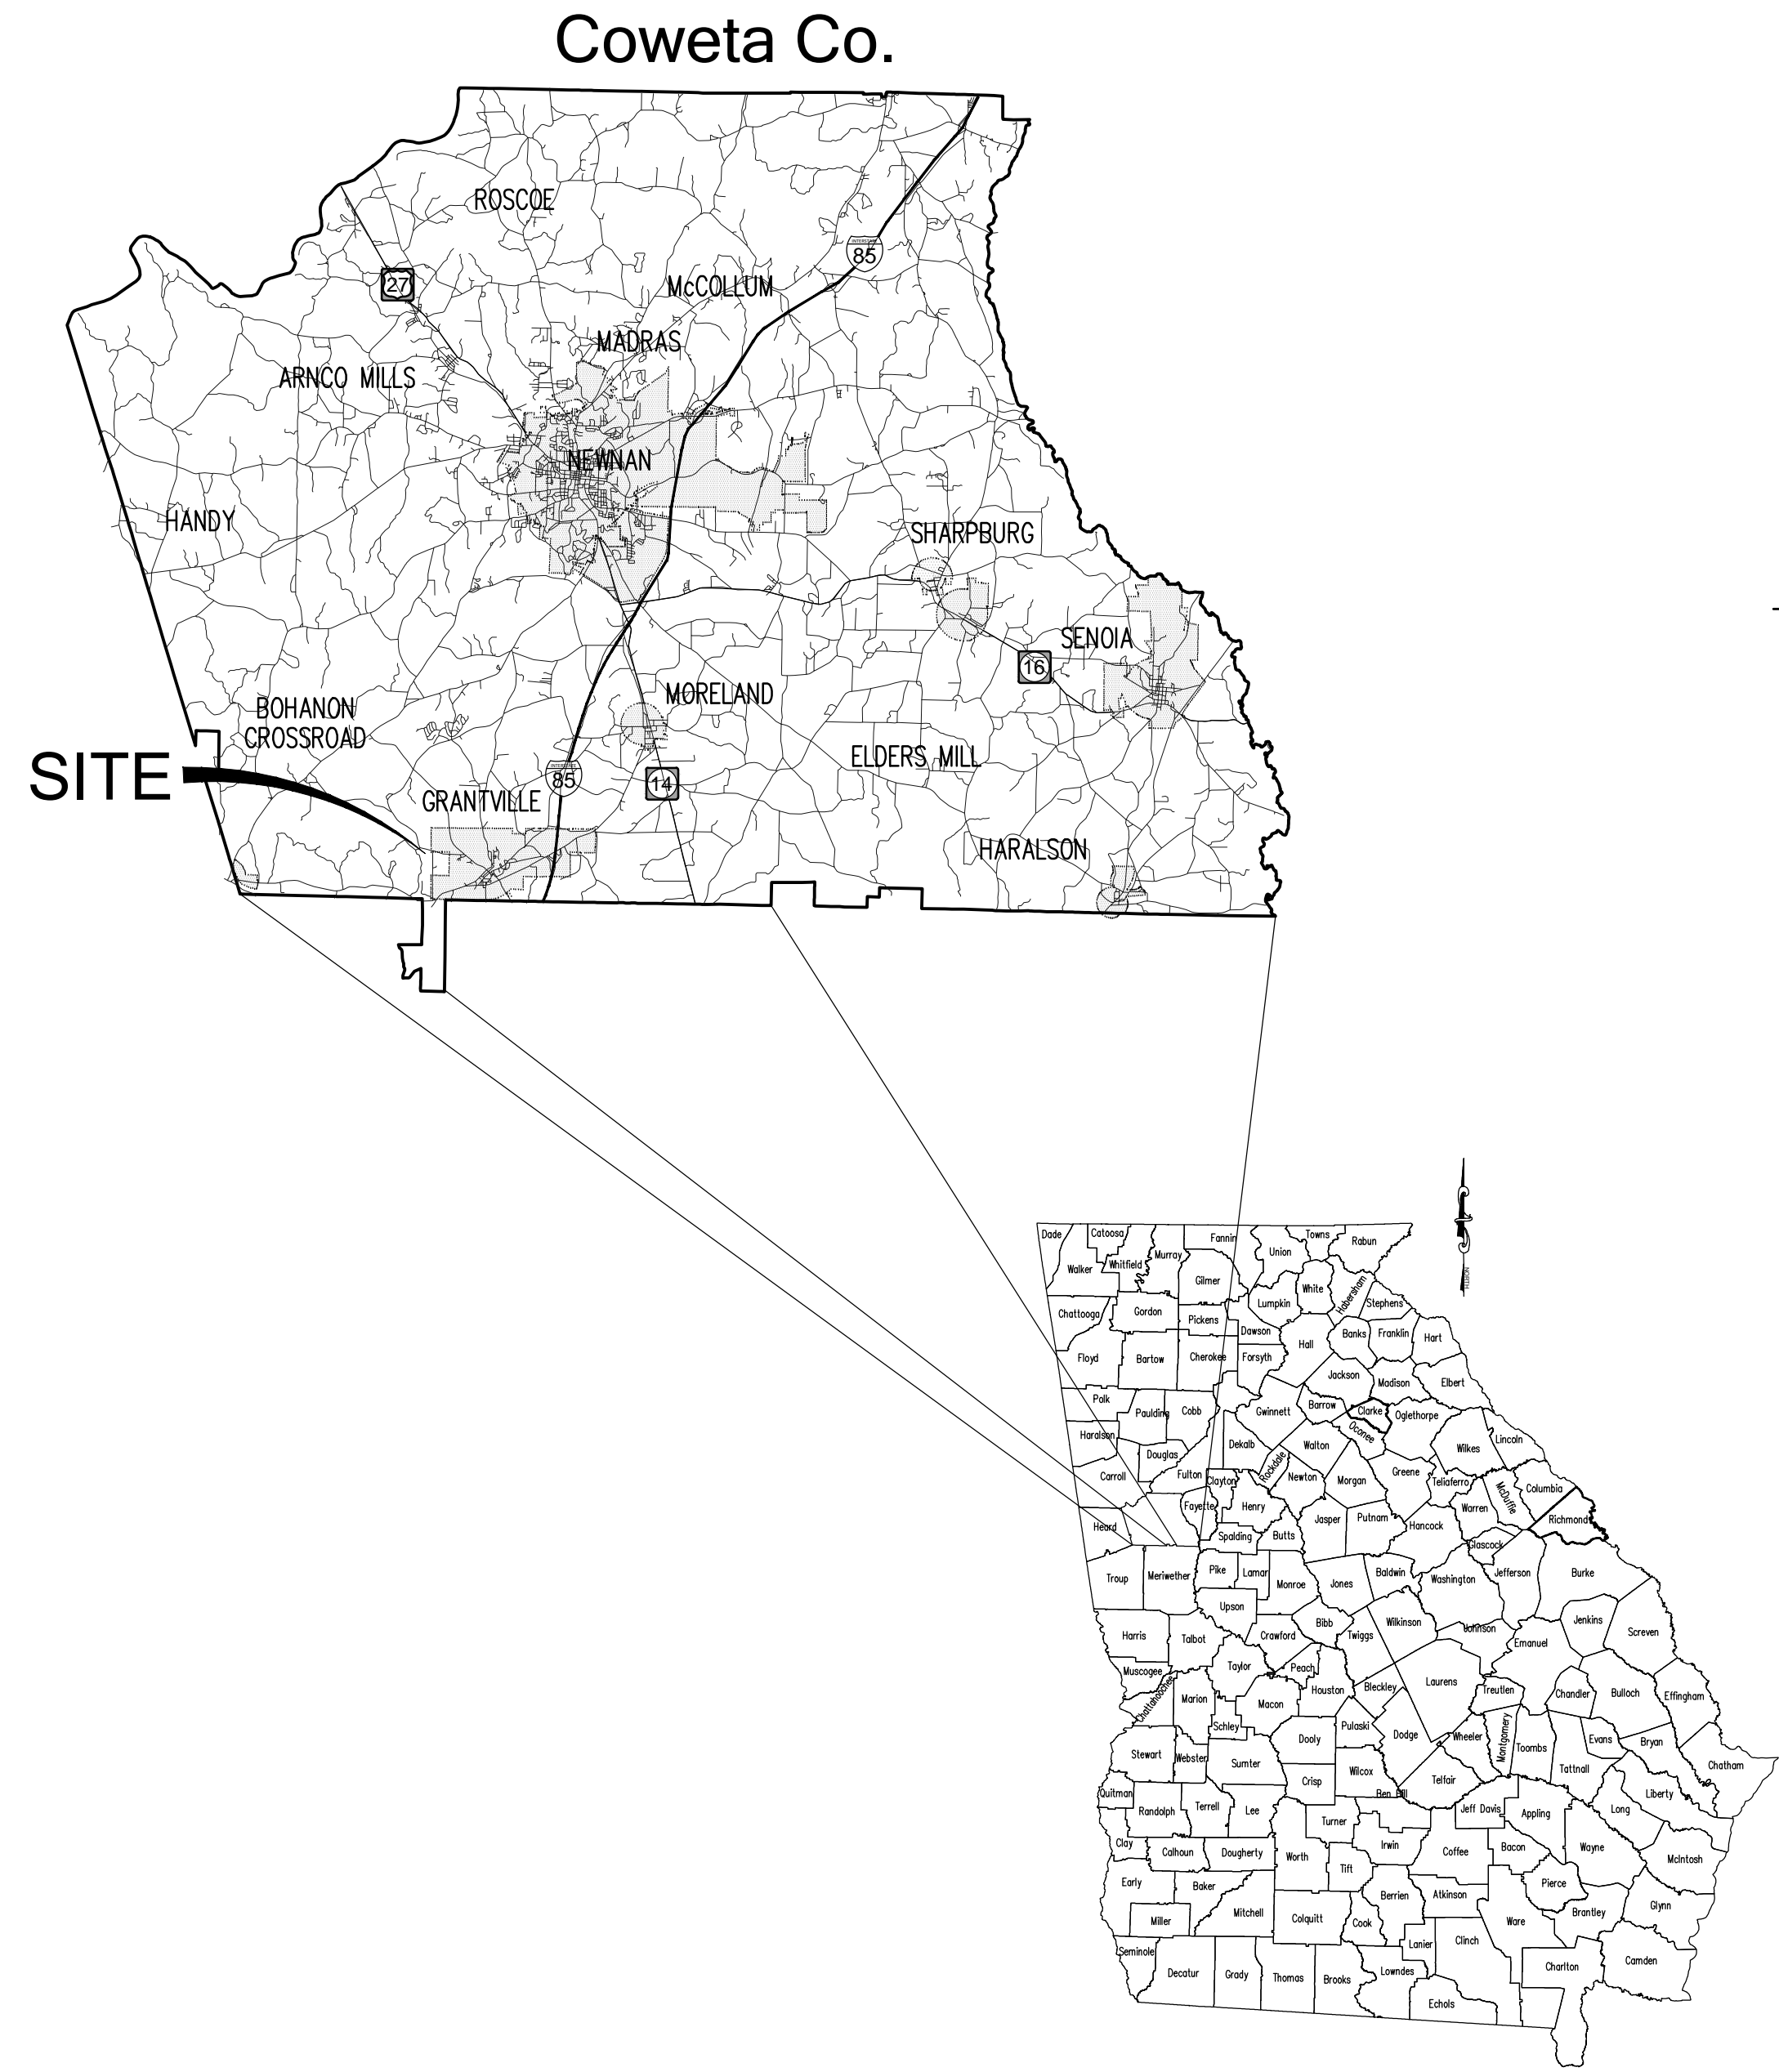 Coweta Co.
ROSCOE
INTERSTATE
85
27
McCOLLUM
MADRAS
ARNCO MILLS
NEWNAN
HANDY
SHARPBURG
SENOIA
16
MORELAND
BOHANON
CROSSROAD
ELDERS MILL
SITE
INTERSTATE
85
14
GRANTVILLE
HARALSON
NORTH
Dade
Catoosa
Fannin
Towns
Rabun
Union
Murray
Walker
Whitfield
Gilmer
White
Habersham
Lumpkin
Stephens
Chattooga
Gordon
Pickens
Dawson
Banks
Franklin
Hart
Hall
Floyd
Bartow
Cherokee
Forsyth
Jackson
Madison
Elbert
Polk
Paulding
Cobb
Gwinnett
Barrow
Clarke
Oglethorpe
Oconee
Haralson
Douglas
Dekalb
Walton
Wilkes
Lincoln
Carroll
Fulton
Clayton
Rockdale
Newton
Morgan
Greene
Teliaferro
McDuffie
Columbia
Fayette
Henry
Warren
Richmond
Heard
Spalding
Butts
Jasper
Putnam
Hancock
Glascock
Troup
Meriwether
Pike
Lamar
Monroe
Jones
Baldwin
Washington
Jefferson
Burke
Upson
Bibb
Wilkinson
Johnson
Jenkins
Screven
Harris
Talbot
Crawford
Twiggs
Emanuel
Muscogee
Chattahoochee
Taylor
Peach
Houston
Bleckley
Laurens
Treutlen
Chandler
Bulloch
Effingham
Marion
Macon
Schley
Dooly
Pulaski
Dodge
Wheeler
Montgomery
Toombs
Evans
Bryan
Stewart
Webster
Sumter
Crisp
Wilcox
Telfair
Tattnall
Chatham
Quitman
Randolph
Terrell
Lee
Ben Hill
Turner
Jeff Davis
Appling
Long
Liberty
Clay
Calhoun
Dougherty
Worth
Tift
Irwin
Coffee
Bacon
Wayne
McIntosh
Early
Baker
Mitchell
Berrien
Atkinson
Pierce
Brantley
Glynn
Miller
Colquitt
Cook
Ware
Seminole
Lanier
Clinch
Decatur
Grady
Thomas
Brooks
Lowndes
Charlton
Camden
Echols